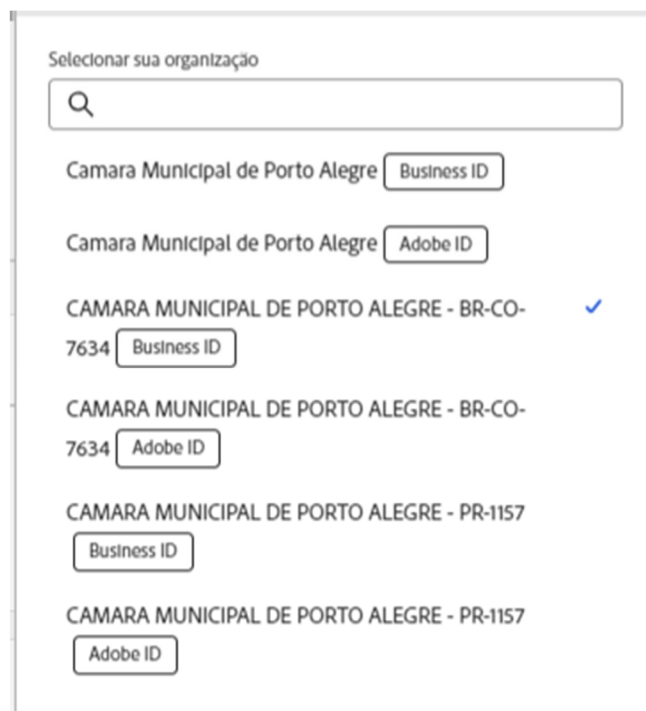 Selecionar sua organização
Camara Municipal de Porto Alegre Business ID
Camara Municipal de Porto Alegre Adobe ID
CAMARA MUNICIPAL DE PORTO ALEGRE - BR-CO-
7634 Business ID
CAMARA MUNICIPAL DE PORTO ALEGRE - BR-CO-
7634 Adobe ID
CAMARA MUNICIPAL DE PORTO ALEGRE - PR-1157
Business ID
CAMARA MUNICIPAL DE PORTO ALEGRE - PR-1157
Adobe ID